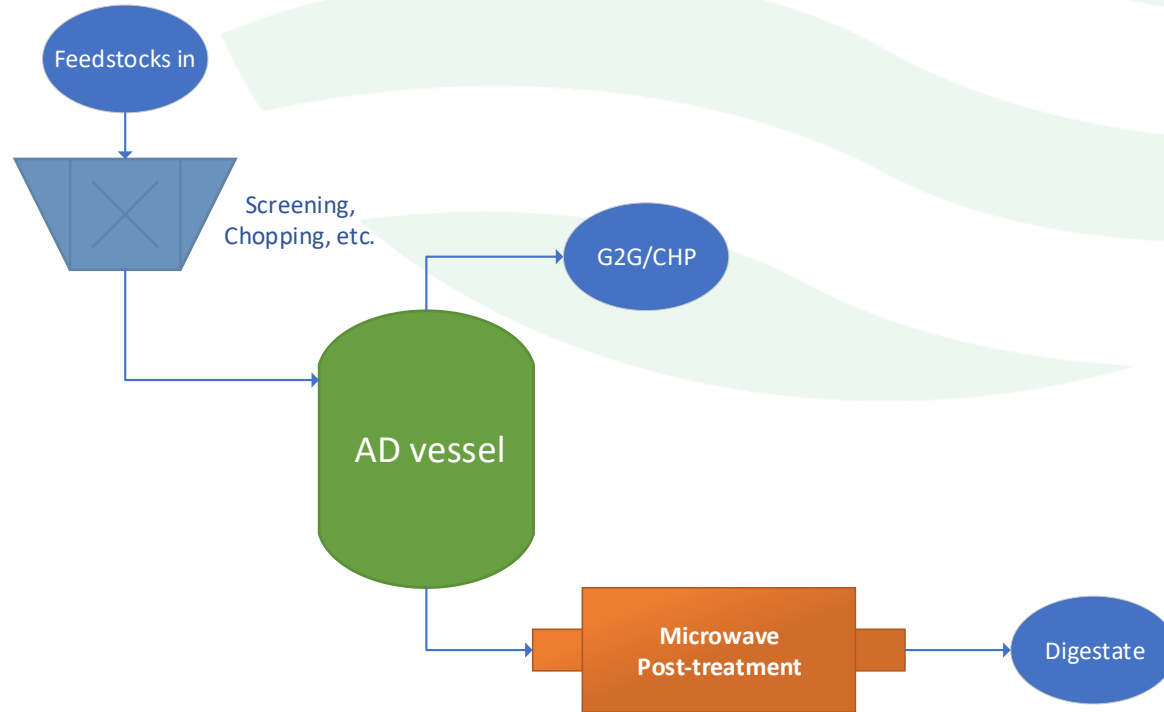 Feedstocks in
Screening,
Chopping, etc.
G2G/CHP
AD vessel
Microwave
Post-treatment
Digestate